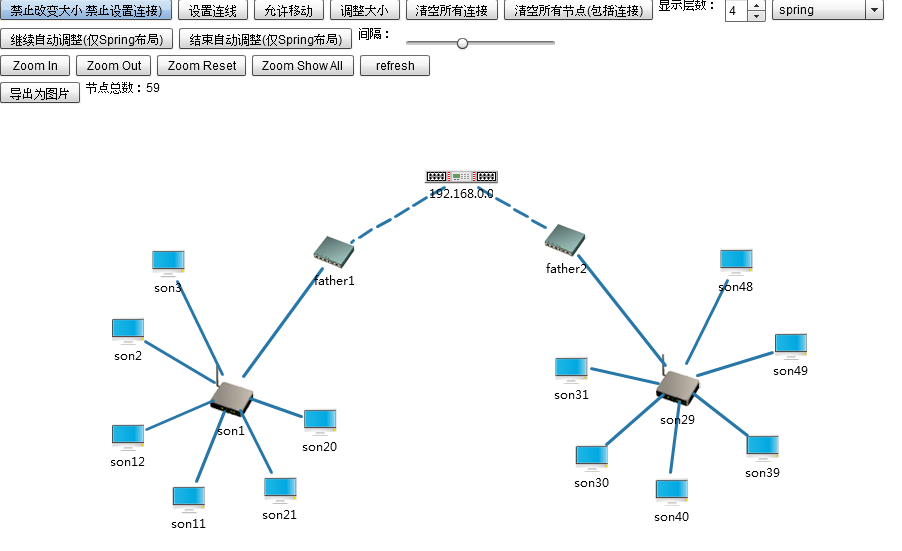 禁止改变大小 禁止设置连接) 设置连线 允许移动 调整大小 清空所有连接 清空所有节点(包括连接) 显示层数： 4 spring
继续自动调整(仅Spring布局) 结束自动调整(仅Spring布局) 间隔：
Zoom In Zoom Out Zoom Reset Zoom Show All refresh
导出为图片 节点总数：59
192.168.0.0
father1 father2
son3 son48
son2 son49
son31
son1 son29
son20
son12 son39
son30
son11 son21 son40